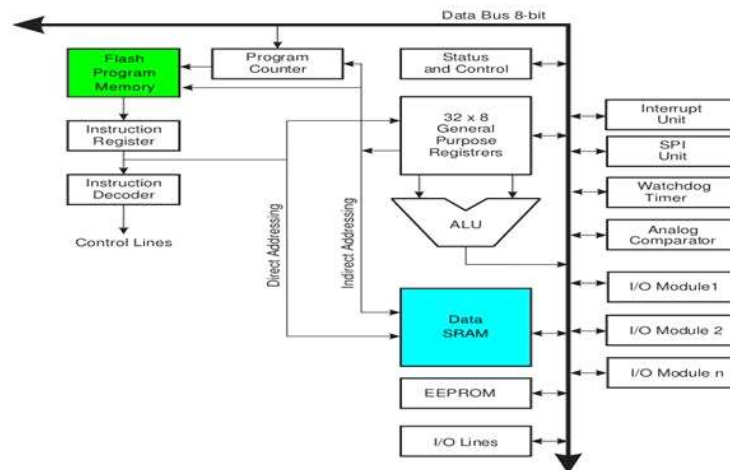 Data Bus 8-bit
Flash
Program
Memory
Program
Counter
Status
and Control
Instruction
Register
32 x 8
General
Purpose
Registrers
Interrupt
Unit
SPI
Unit
Instruction
Decoder
Watchdog
Timer
Control Lines
Direct Addressing
Indirect Addressing
ALU
Analog
Comparator
I/O Module1
Data
SRAM
I/O Module 2
I/O Module n
EEPROM
I/O Lines